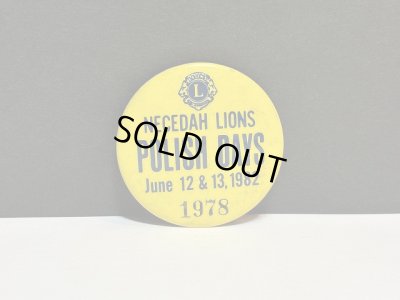 L
NECEDAH LIONS
POLISH DAYS
SOLD OUT
June 12 & 13, 1982
1978